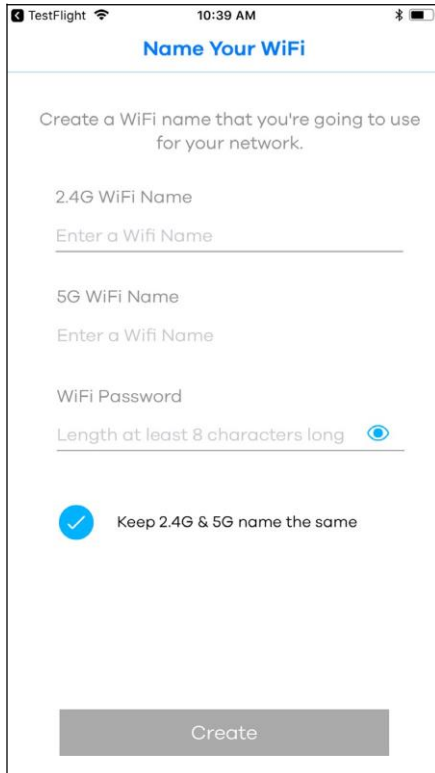 TestFlight 10:39 AM
Name Your WiFi
Create a WiFi name that you're going to use
for your network.
2.4G WiFi Name
Enter a Wifi Name
5G WiFi Name
Enter a Wifi Name
WiFi Password
Length at least 8 characters long
Keep 2.4G & 5G name the same
Create